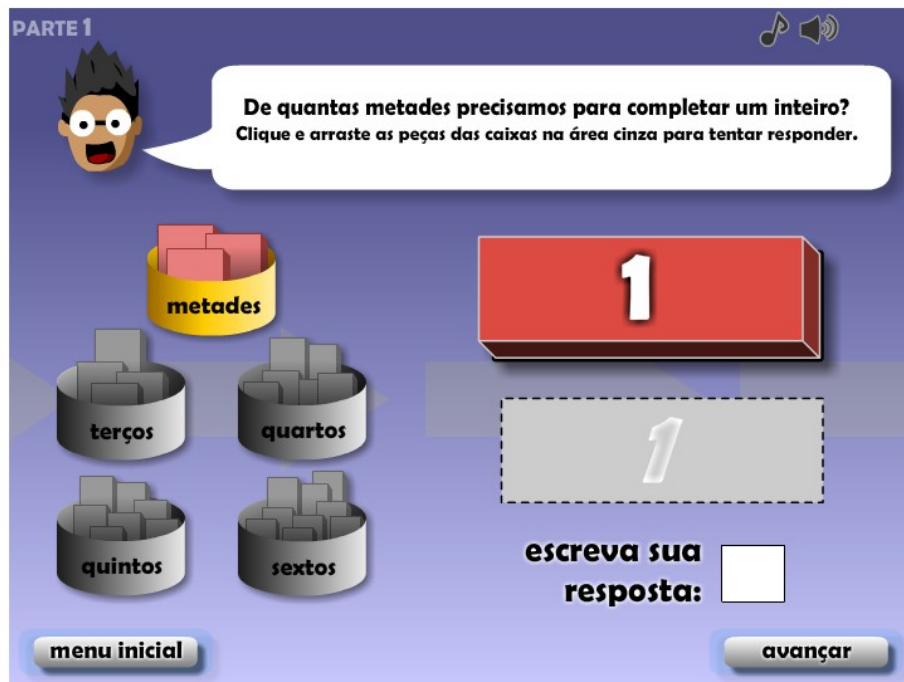 PARTE 1
De quantas metades precisamos para completar um inteiro?
Clique e arraste as peças das caixas na área cinza para tentar responder.
metades
1
terços
quartos
1
quintos
sextos
escreva sua
resposta:
menu inicial
avançar